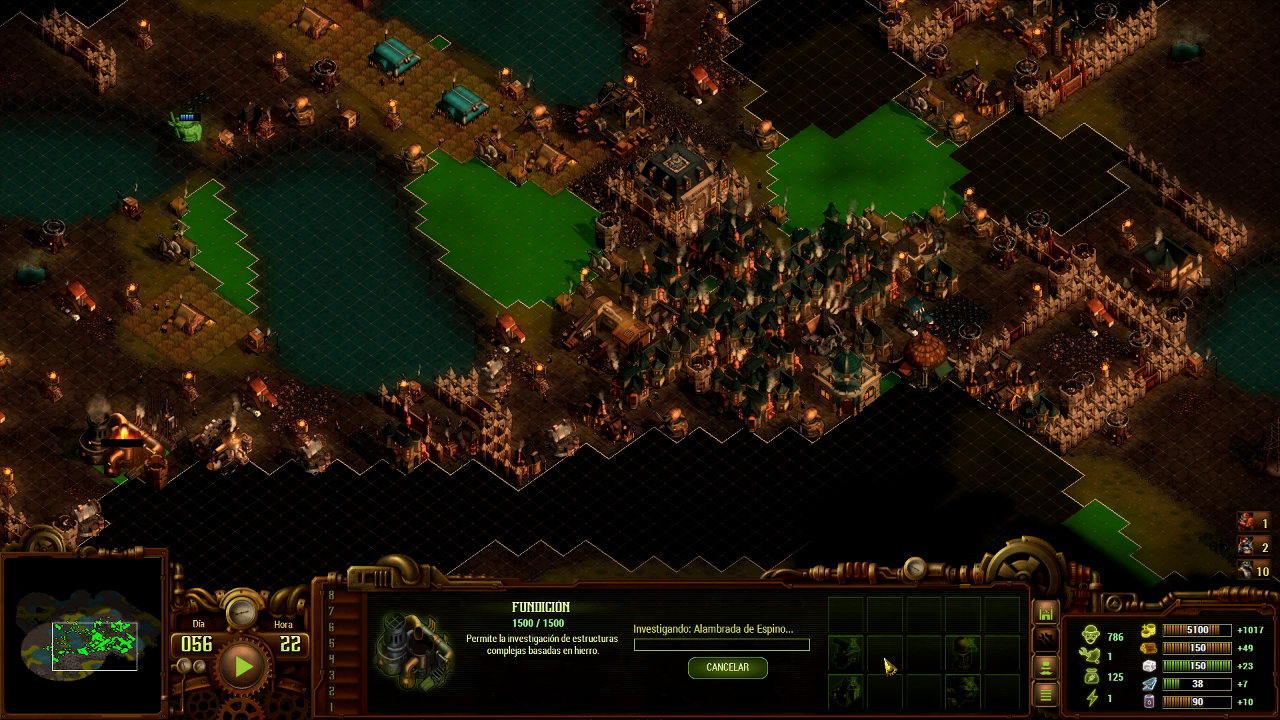 1
2
10
Día
Hora
056
22
8
7
6
5
4
3
2
1
FUNDICIÓN
1500 / 1500
Permite la investigación de estructuras
complejas basadas en hierro.
Investigando: Alambrada de Espino...
CANCELAR
786
1
125
1
5100 +1017
150 +49
150 +23
38 +7
90 +10